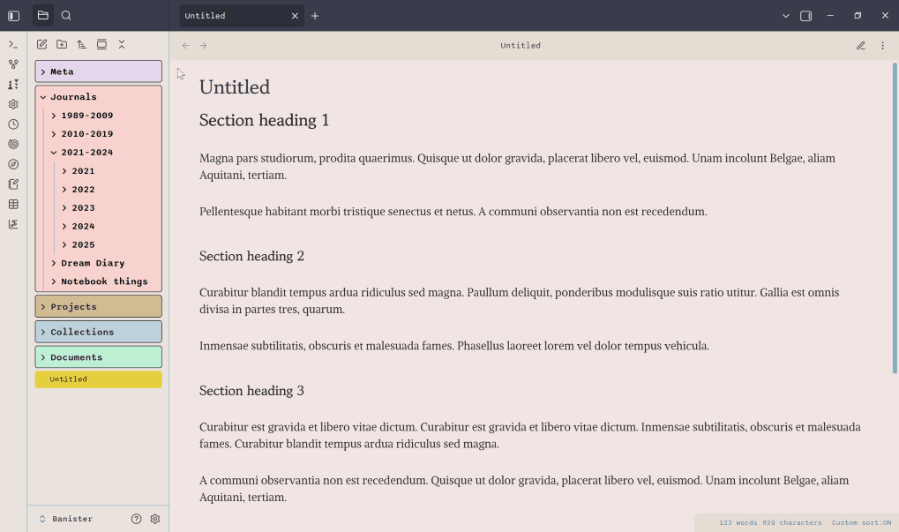 Untitled
Untitled
Meta
Journals
1989-2009
2010-2019
2021-2024
2021
2022
2023
2024
2025
Dream Diary
Notebook things
Projects
Collections
Documents
Untitled
Banister
Untitled
Section heading 1
Magna pars studiorum, prodita quaerimus. Quisque ut dolor gravida, placerat libero vel, euismod. Unam incolunt Belgae, aliam
Aquitani, tertiam.
Pellentesque habitant morbi tristique senectus et netus. A communi observantia non est recedendum.
Section heading 2
Curabitur blandit tempus ardua ridiculus sed magna. Paullum deliquit, ponderibus modulisque suis ratio utitur. Gallia est omnis
divisa in partes tres, quarum.
Inmensae subtilitatis, obscuris et malesuada fames. Phasellus laoreet lorem vel dolor tempus vehicula.
Section heading 3
Curabitur est gravida et libero vitae dictum. Curabitur est gravida et libero vitae dictum. Inmensae subtilitatis, obscuris et malesuada
fames. Curabitur blandit tempus ardua ridiculus sed magna.
A communi observantia non est recedendum. Quisque ut dolor gravida, placerat libero vel, euismod. Unam incolunt Belgae, aliam
Aquitani, tertiam.
123 words 920 characters Custom sort:ON